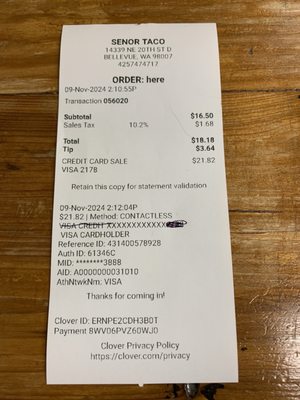 SENOR TACO
14339 NE 20TH ST D
BELLEVUE, WA 98007
4257474717
ORDER: here
09-Nov-2024 2:10:55P
Transaction 056020
Subtotal $16.50
Sales Tax 10.2% $1.68
Total $18.18
Tip $3.64
CREDIT CARD SALE $21.82
VISA 2178
Retain this copy for statement validation
09-Nov-2024 2:12:04P
$21.82 | Method: CONTACTLESS
VISA CREDIT XXXXXXXXXXXX
VISA CARDHOLDER
Reference ID: 431400578928
Auth ID: 61346C
MID: ********3888
AID: A0000000031010
AthNtwkNm: VISA
Thanks for coming in!
Clover ID: ERNPE2CDH3B0T
Payment 8WV06PVZ60WJ0
Clover Privacy Policy
https://clover.com/privacy